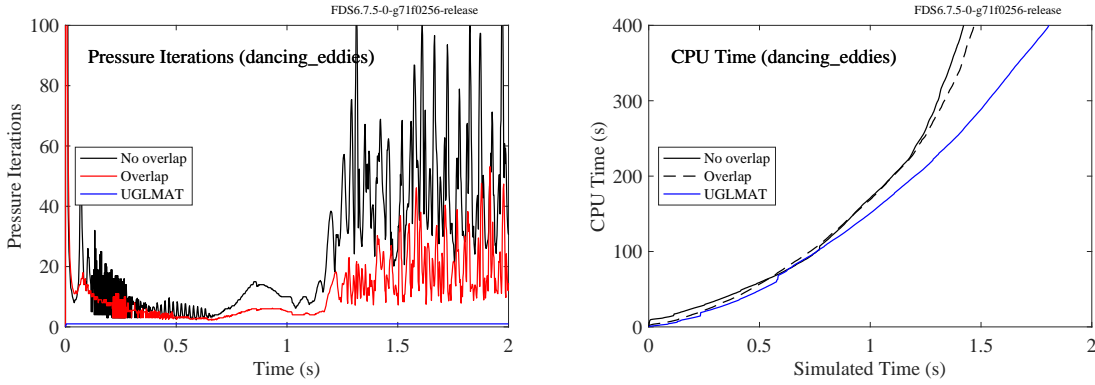 FDS6.7.5-0-g71f0256-release
100
Pressure Iterations (dancing_eddies)
80
60
No overlap
Overlap
UGLMAT
40
20
0
0
0.5
1
1.5
2
Pressure Iterations
Time (s)
FDS6.7.5-0-g71f0256-release
400
CPU Time (dancing_eddies)
300
No overlap
Overlap
UGLMAT
200
100
0
0
0.5
1
1.5
2
CPU Time (s)
Simulated Time (s)